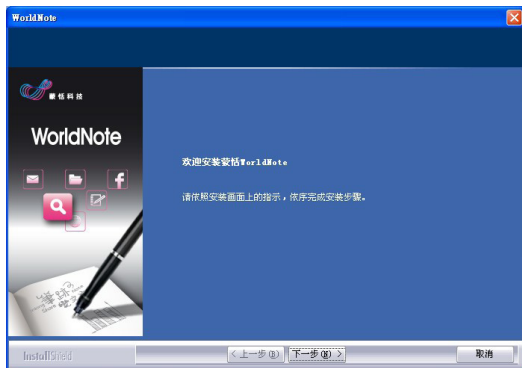 WorldNote
蒙恬科技
WorldNote
欢迎安装蒙恬WorldNote
请依照安装画面上的指示，依序完成安装步骤。
InstallShield
< 上一步(B)
下一步(N) >
取消